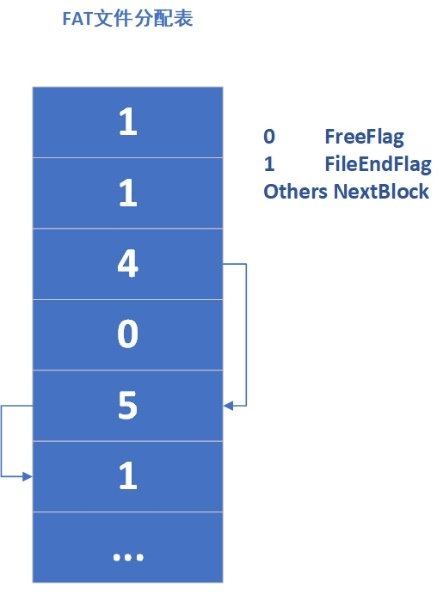 FAT文件分配表
1
1
4
0
5
1
...
0 FreeFlag
1 FileEndFlag
Others NextBlock